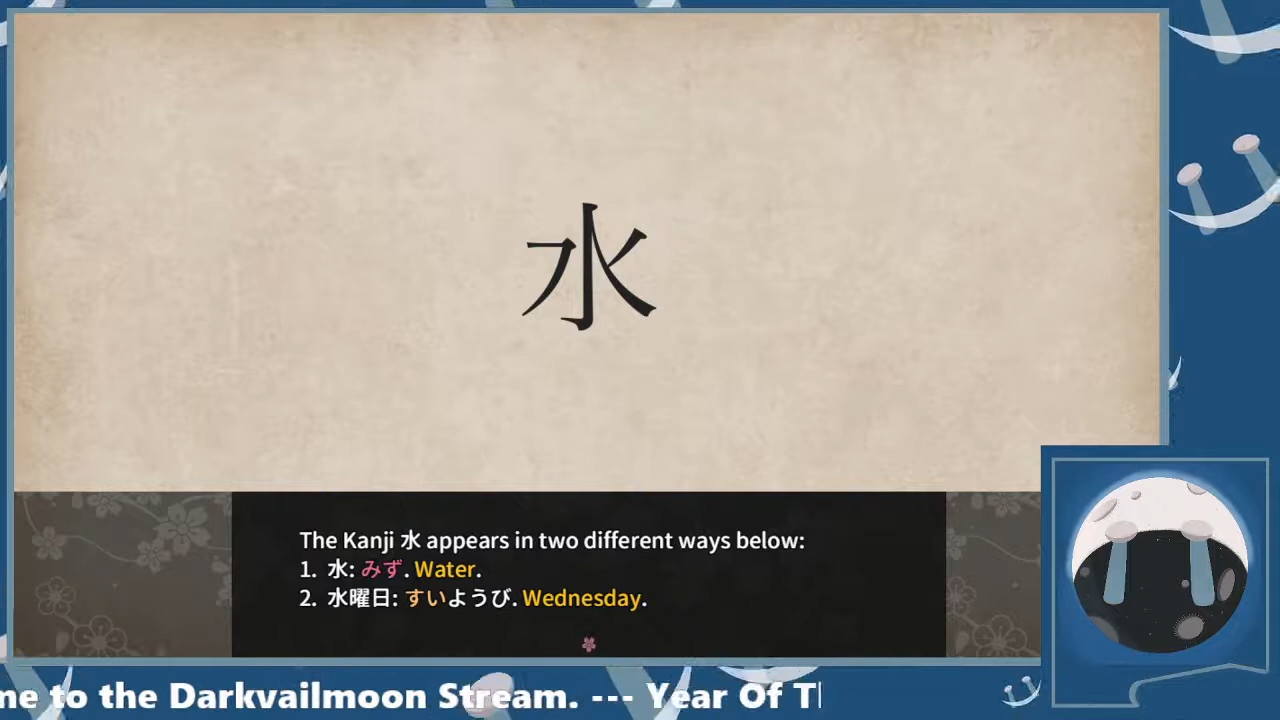 水
The Kanji 水 appears in two different ways below:
1. 水: みず. Water.
2. 水曜日: すいようび. Wednesday.
to the Darkvailmoon Stream. --- Year Of